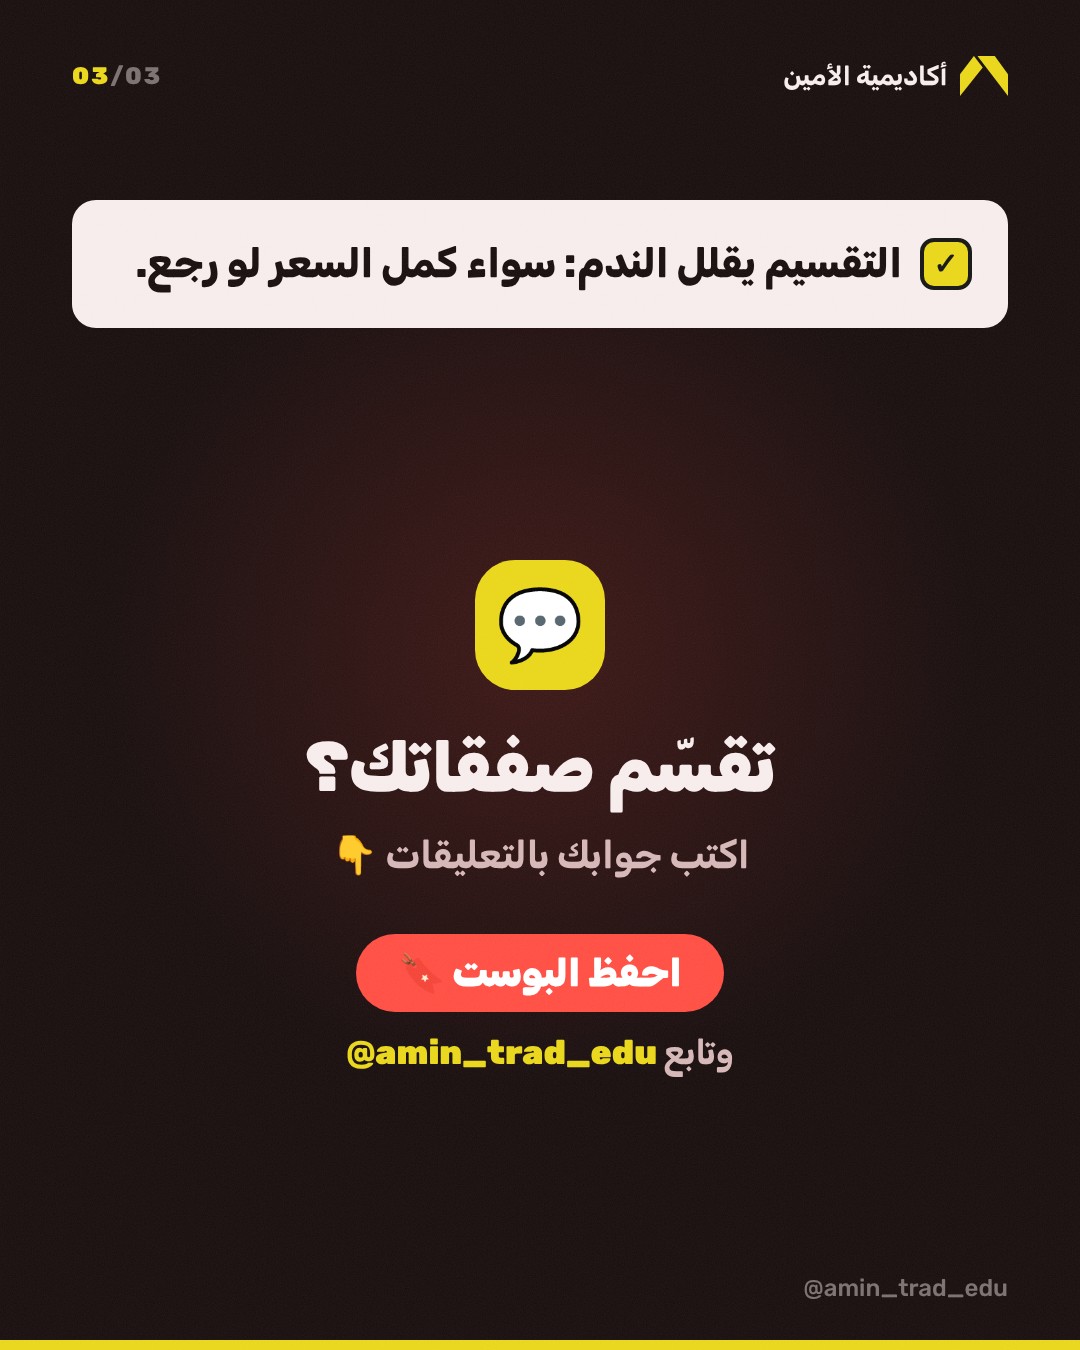 أكاديمية الأمين
03/03
✓ التقسيم يقلل الندم: سواء كمل السعر لو رجع.
💬
تقسّم صفقاتك؟
اكتب جوابك بالتعليقات 👇
احفظ البوست 🔖
وتابع @amin_trad_edu
@amin_trad_edu